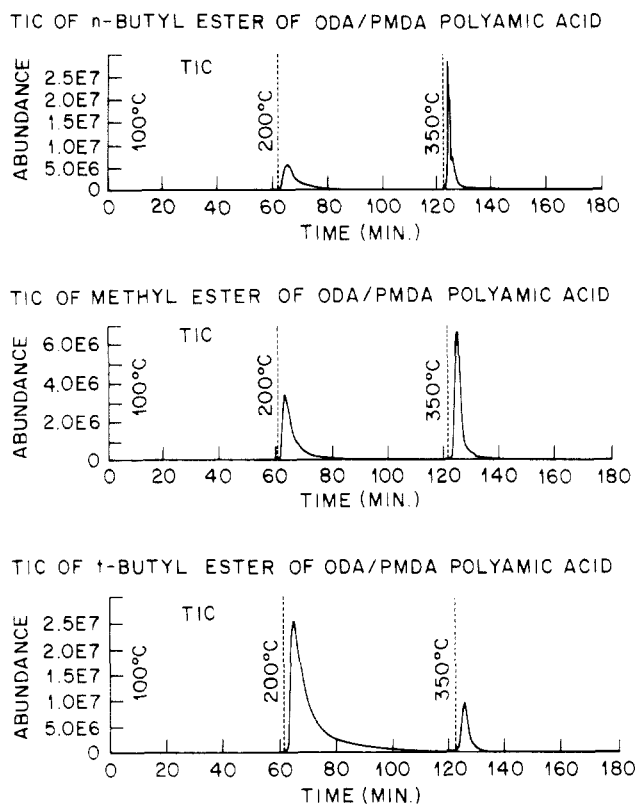 TIC OF n-BUTYL ESTER OF ODA/PMDA POLYAMIC ACID
ABUNDANCE
2.5E7
2.0E7
1.5E7
1.0E7
5.0E6
0
TIC
100°C
200°C
350°C
0 20 40 60 80 100 120 140 160 180
TIME (MIN.)
TIC OF METHYL ESTER OF ODA/PMDA POLYAMIC ACID
ABUNDANCE
6.0E6
4.0E6
2.0E6
0
TIC
100°C
200°C
350°C
0 20 40 60 80 100 120 140 160 180
TIME (MIN.)
TIC OF t-BUTYL ESTER OF ODA/PMDA POLYAMIC ACID
ABUNDANCE
2.5E7
2.0E7
1.5E7
1.0E7
5.0E6
0
TIC
100°C
200°C
350°C
0 20 40 60 80 100 120 140 160 180
TIME (MIN.)